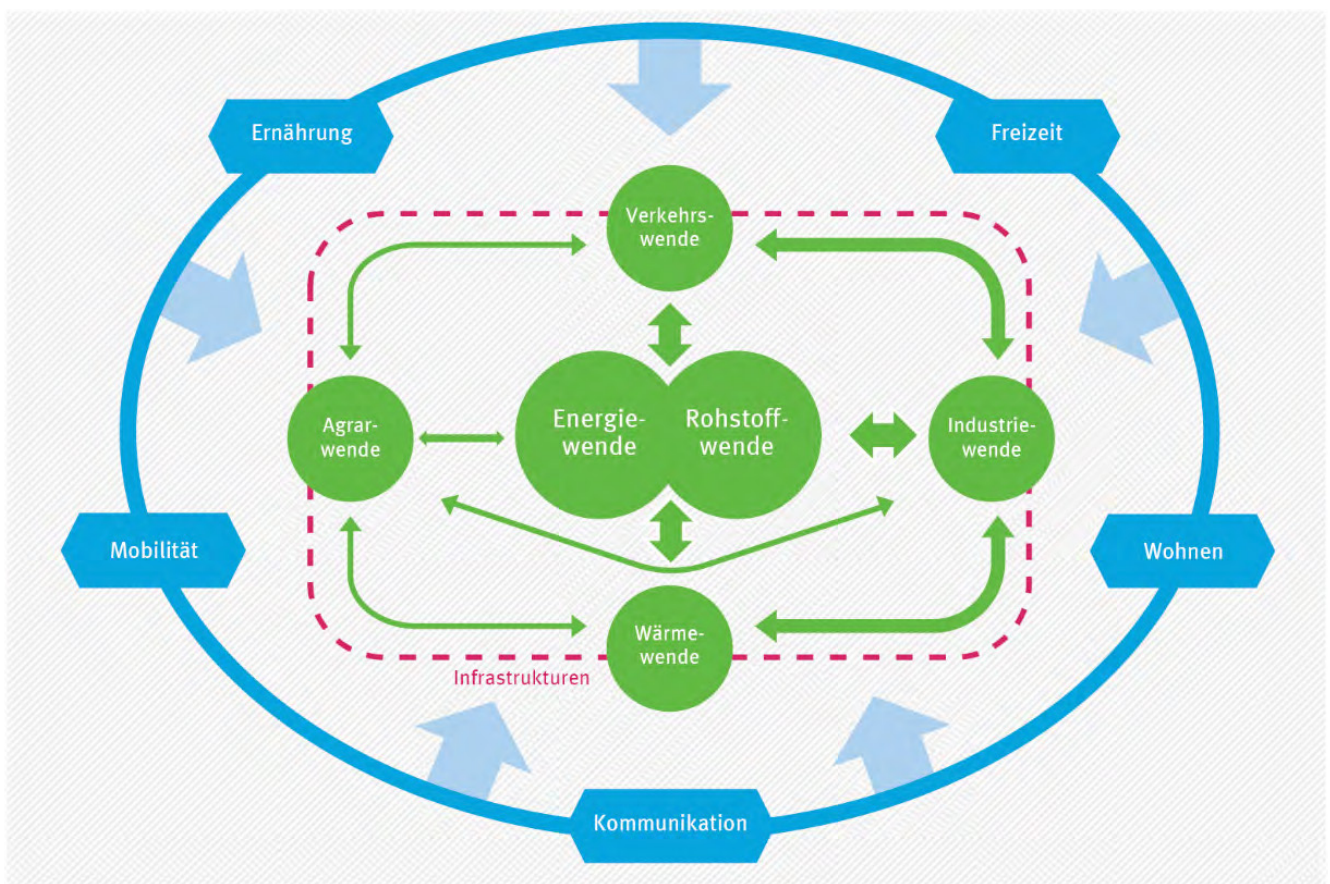 Ernährung
Freizeit
Verkehrs-
wende
Agrar-
wende
Energie-
wende
Rohstoff-
wende
Industrie-
wende
Mobilität
Wohnen
Wärme-
wende
Infrastrukturen
Kommunikation